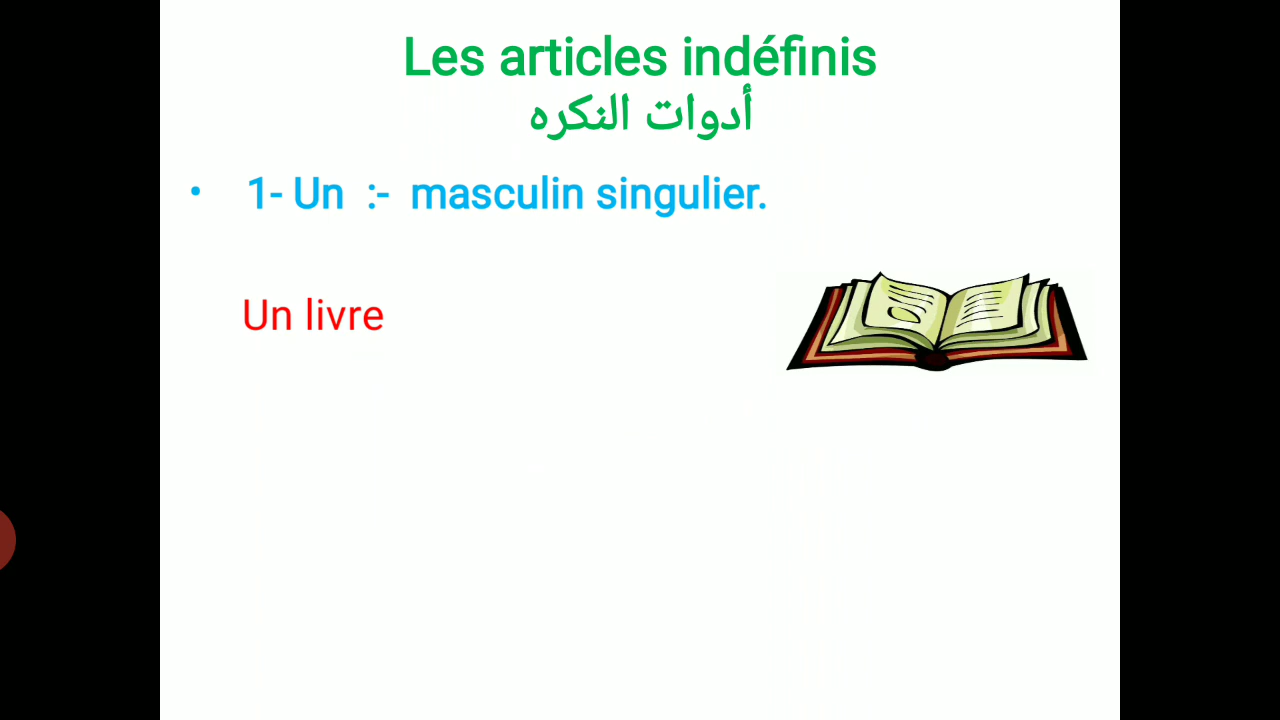 Les articles indéfinis
أدوات النكره
• 1- Un :- masculin singulier.
Un livre